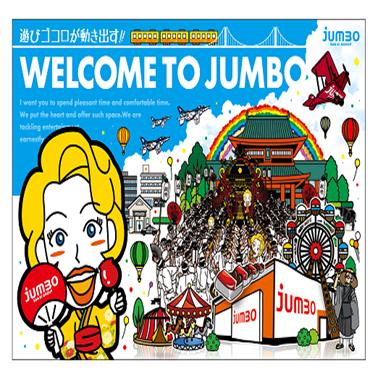 遊びゴコロが動き出す!!
jumbo
WELCOME TO JUMBO
I want you to spend pleasant time and comfortable time.
We put the heart and offer such space.We are
tackling
earnestly
jumbo
jumbo
jumbo